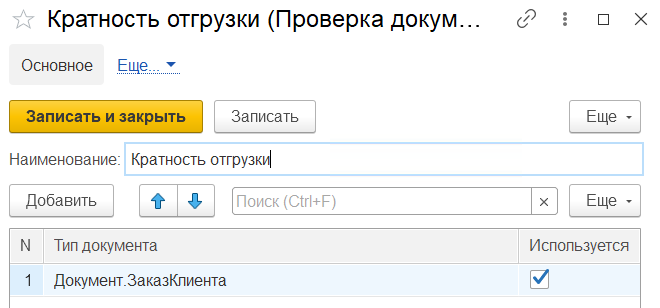 Кратность отгрузки (Проверка докум...
Основное Еще...
Записать и закрыть Записать Еще
Наименование: Кратность отгрузки
Добавить Поиск (Ctrl+F) × Еще
N Тип документа Используется
1 Документ.ЗаказКлиента